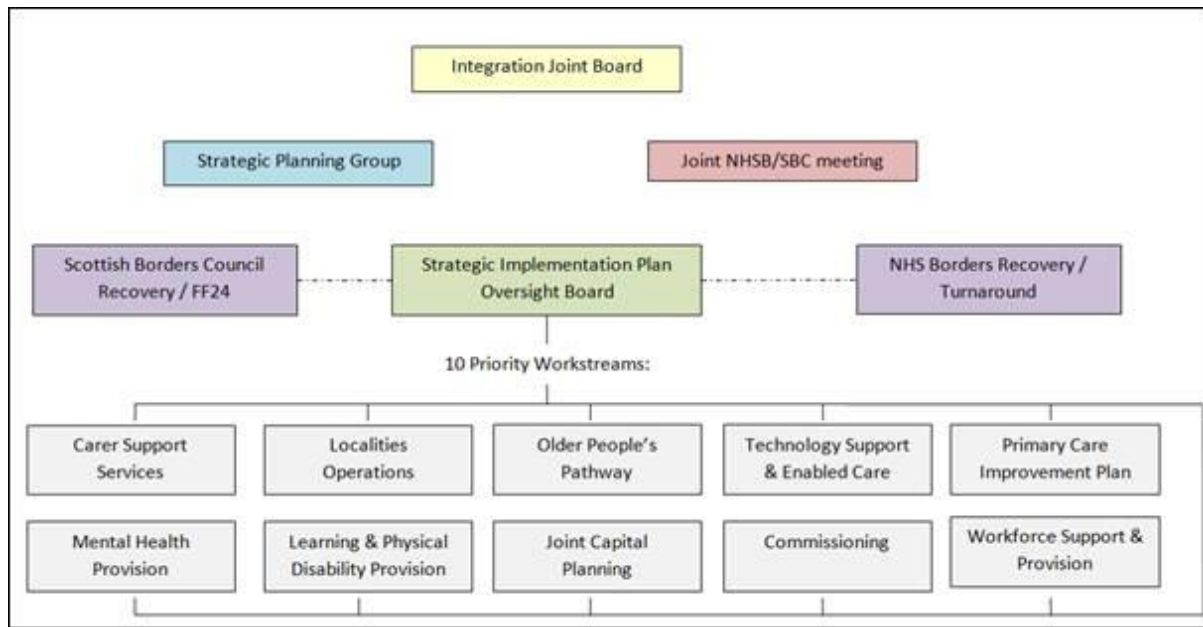 Integration Joint Board
Strategic Planning Group
Joint NHSB/SBC meeting
Scottish Borders Council
Recovery / FF24
Strategic Implementation Plan
Oversight Board
NHS Borders Recovery /
Turnaround
10 Priority Workstreams:
Carer Support
Services
Localities
Operations
Older People’s
Pathway
Technology Support
& Enabled Care
Primary Care
Improvement Plan
Mental Health
Provision
Learning & Physical
Disability Provision
Joint Capital
Planning
Commissioning
Workforce Support &
Provision